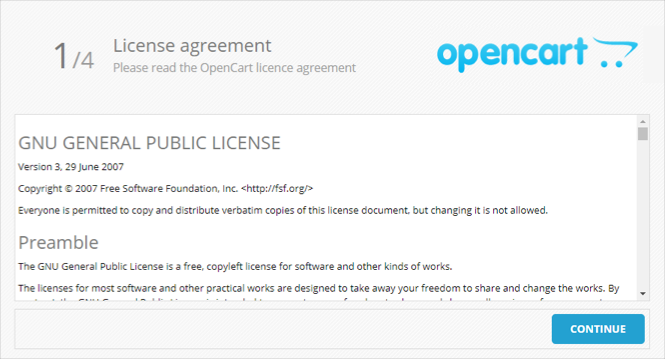 1/4
License agreement
Please read the OpenCart licence agreement
opencart
GNU GENERAL PUBLIC LICENSE
Version 3, 29 June 2007
Copyright © 2007 Free Software Foundation, Inc. <http://fsf.org/>
Everyone is permitted to copy and distribute verbatim copies of this license document, but changing it is not allowed.
Preamble
The GNU General Public License is a free, copyleft license for software and other kinds of works.
The licenses for most software and other practical works are designed to take away your freedom to share and change the works. By
CONTINUE